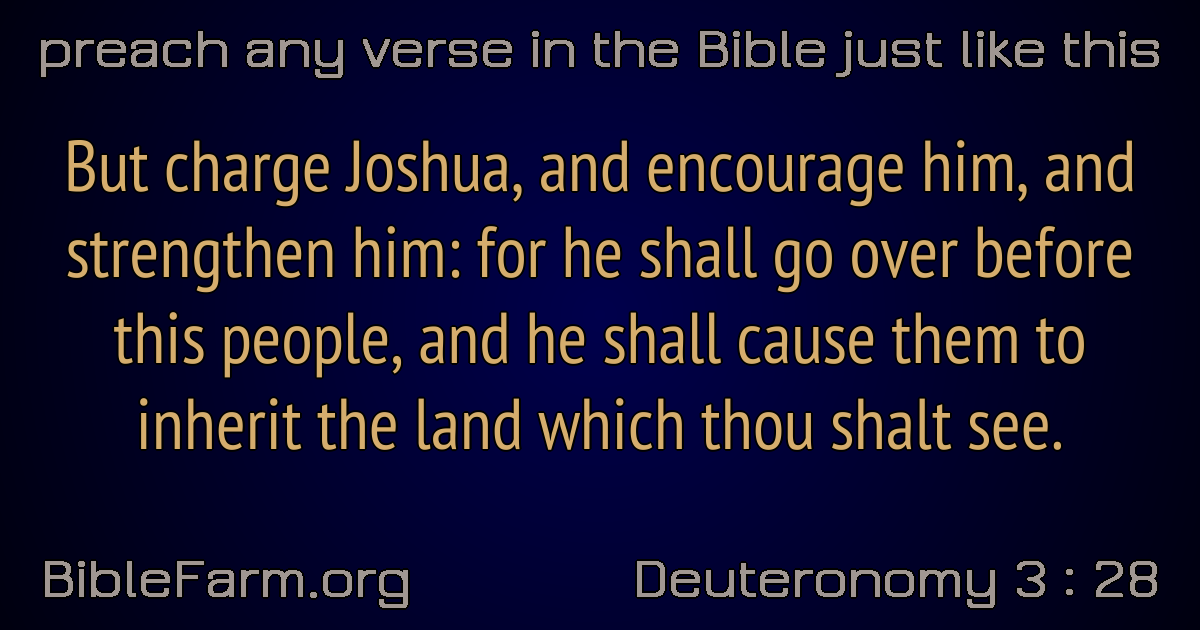 preach any verse in the Bible just like this
But charge Joshua, and encourage him, and
strengthen him: for he shall go over before
this people, and he shall cause them to
inherit the land which thou shalt see.
BibleFarm.org
Deuteronomy 3 : 28